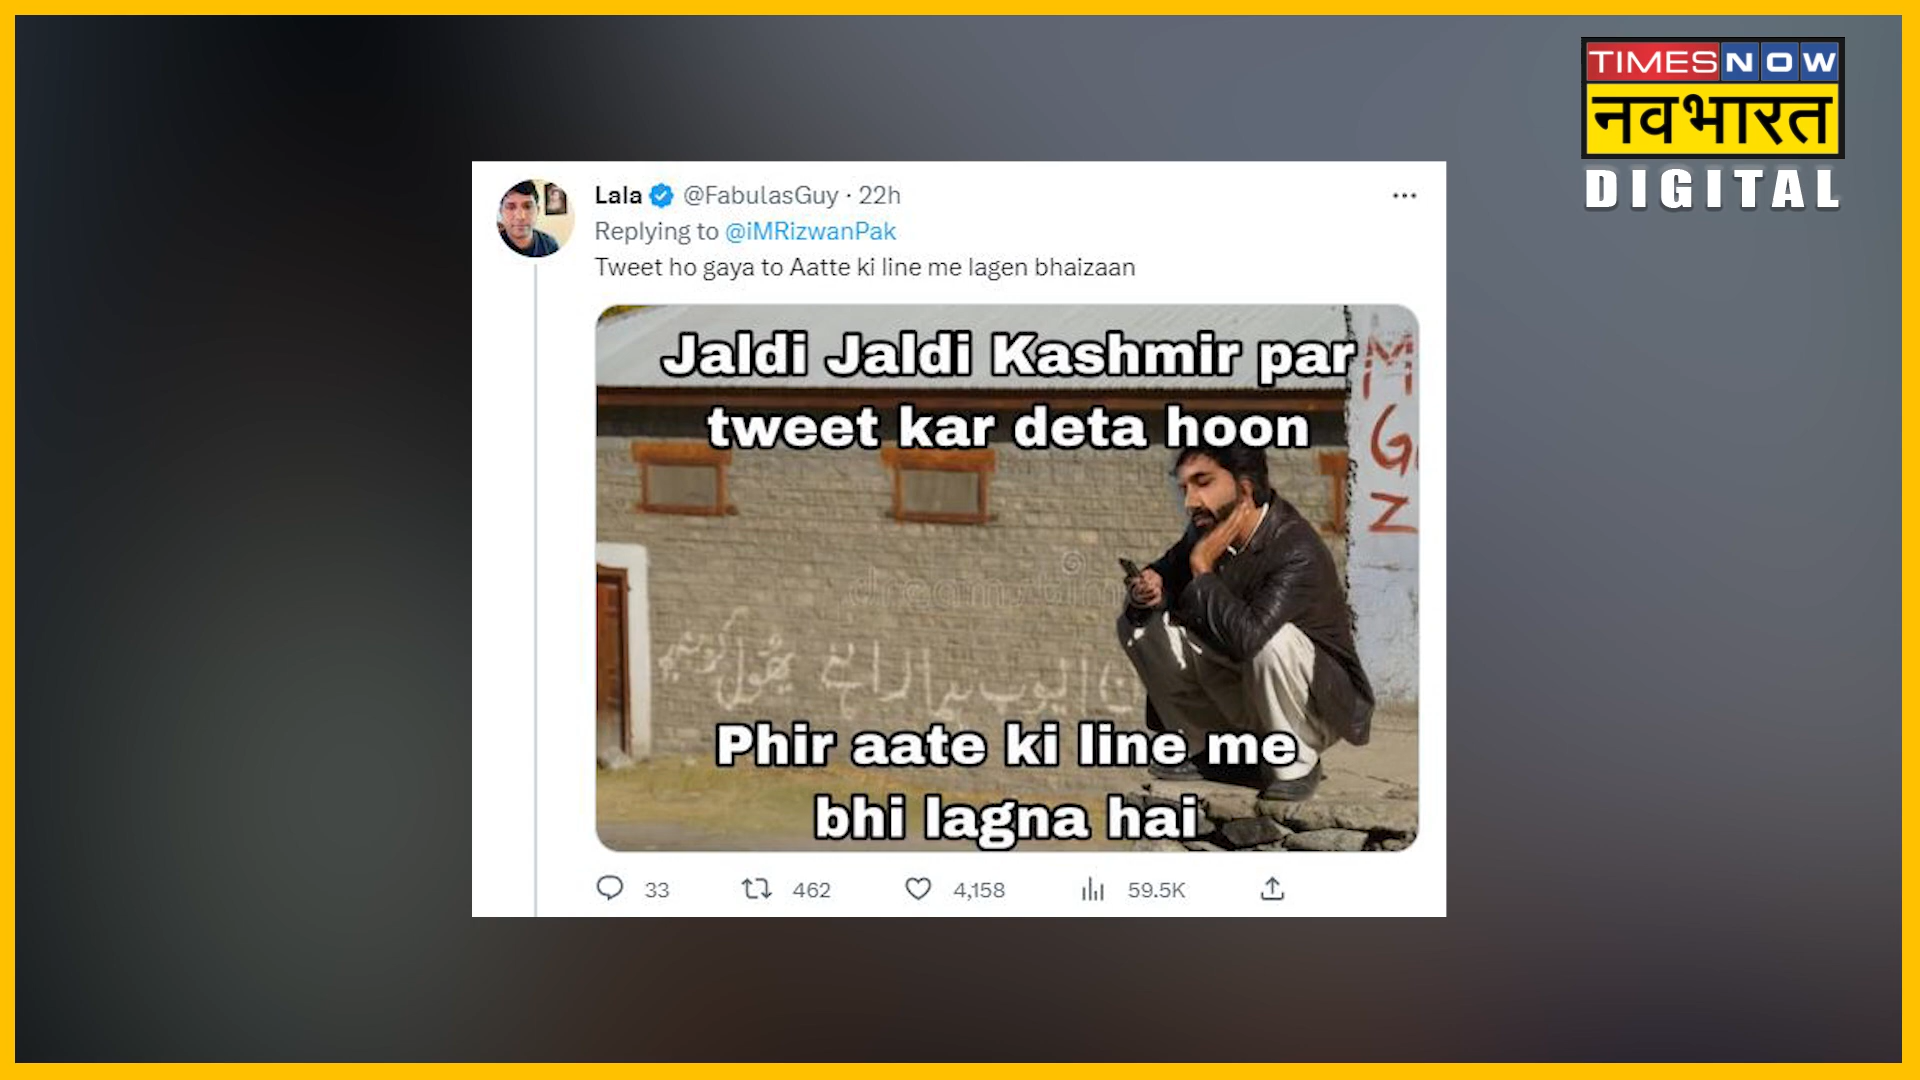 TIMES NOW
नवभारत
DIGITAL
Lala @FabulasGuy · 22h
Replying to @iMRizwanPak
Tweet ho gaya to Aatte ki line me lagen bhaizaan
Jaldi Jaldi Kashmir par
tweet kar deta hoon
M
G
Z
dreamstime
Phir aate ki line me
bhi lagna hai
33 462 4,158 59.5K